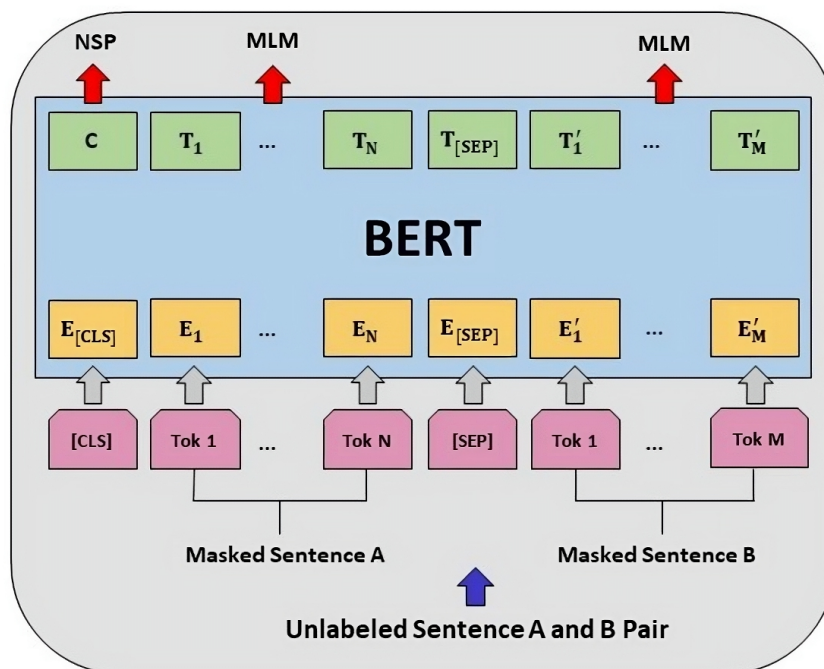 NSP MLM MLM
C T1 ... TN T[SEP] T′1 ... T′M
BERT
E[CLS] E1 ... EN E[SEP] E′1 ... E′M
[CLS] Tok 1 ... Tok N [SEP] Tok 1 ... Tok M
Masked Sentence A Masked Sentence B
Unlabeled Sentence A and B Pair